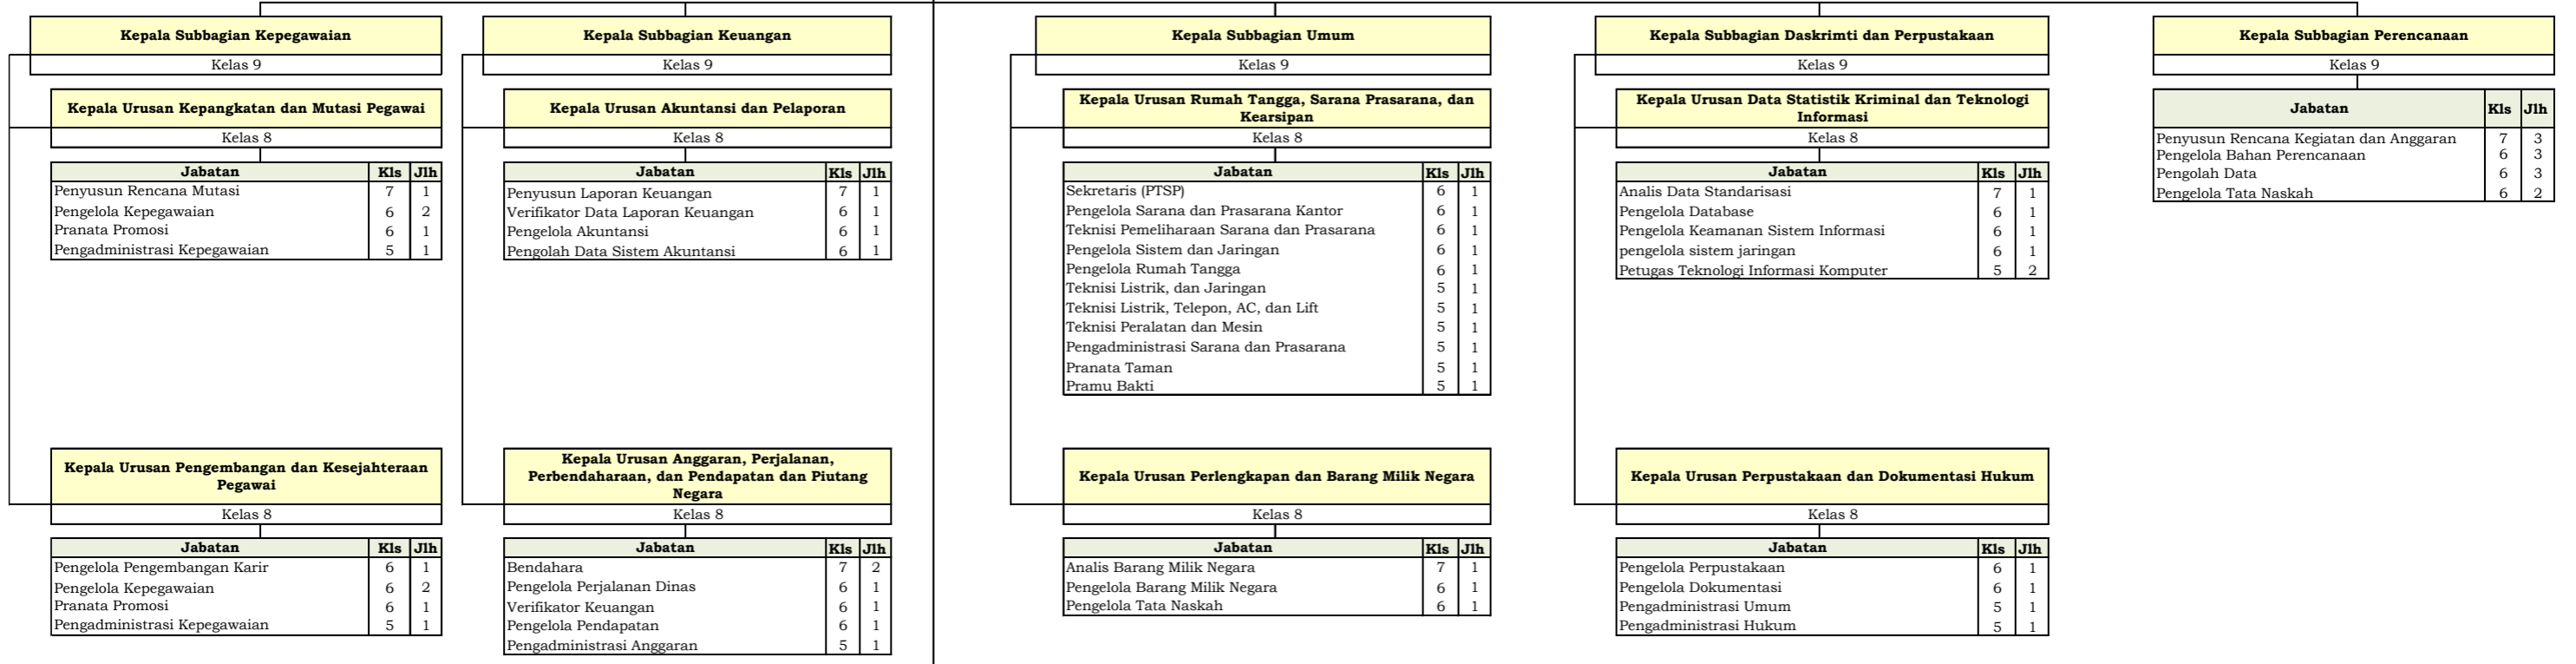 Kepala Subbagian Kepegawaian
Kelas 9
Kepala Urusan Kepangkatan dan Mutasi Pegawai
Kelas 8
Jabatan Kls Jlh
Penyusun Rencana Mutasi 7 1
Pengelola Kepegawaian 6 2
Pranata Promosi 6 1
Pengadministrasi Kepegawaian 5 1
Kepala Urusan Pengembangan dan Kesejahteraan
Pegawai
Kelas 8
Jabatan Kls Jlh
Pengelola Pengembangan Karir 6 1
Pengelola Kepegawaian 6 2
Pranata Promosi 6 1
Pengadministrasi Kepegawaian 5 1
Kepala Subbagian Keuangan
Kelas 9
Kepala Urusan Akuntansi dan Pelaporan
Kelas 8
Jabatan Kls Jlh
Penyusun Laporan Keuangan 7 1
Verifikator Data Laporan Keuangan 6 1
Pengelola Akuntansi 6 1
Pengolah Data Sistem Akuntansi 6 1
Kepala Urusan Anggaran, Perjalanan,
Perbendaharaan, dan Pendapatan dan Piutang
Negara
Kelas 8
Jabatan Kls Jlh
Bendahara 7 2
Pengelola Perjalanan Dinas 6 1
Verifikator Keuangan 6 1
Pengelola Pendapatan 6 1
Pengadministrasi Anggaran 5 1
Kepala Subbagian Umum
Kelas 9
Kepala Urusan Rumah Tangga, Sarana Prasarana, dan
Kearsipan
Kelas 8
Jabatan Kls Jlh
Sekretaris (PTSP) 6 1
Pengelola Sarana dan Prasarana Kantor 6 1
Teknisi Pemeliharaan Sarana dan Prasarana 6 1
Pengelola Sistem dan Jaringan 6 1
Pengelola Rumah Tangga 6 1
Teknisi Listrik, dan Jaringan 5 1
Teknisi Listrik, Telepon, AC, dan Lift 5 1
Teknisi Peralatan dan Mesin 5 1
Pengadministrasi Sarana dan Prasarana 5 1
Pranata Taman 5 1
Pramu Bakti 5 1
Kepala Urusan Perlengkapan dan Barang Milik Negara
Kelas 8
Jabatan Kls Jlh
Analis Barang Milik Negara 7 1
Pengelola Barang Milik Negara 6 1
Pengelola Tata Naskah 6 1
Kepala Subbagian Daskrimti dan Perpustakaan
Kelas 9
Kepala Urusan Data Statistik Kriminal dan Teknologi
Informasi
Kelas 8
Jabatan Kls Jlh
Analis Data Standarisasi 7 1
Pengelola Database 6 1
Pengelola Keamanan Sistem Informasi 6 1
pengelola sistem jaringan 6 1
Petugas Teknologi Informasi Komputer 5 2
Kepala Urusan Perpustakaan dan Dokumentasi Hukum
Kelas 8
Jabatan Kls Jlh
Pengelola Perpustakaan 6 1
Pengelola Dokumentasi 6 1
Pengadministrasi Umum 5 1
Pengadministrasi Hukum 5 1
Kepala Subbagian Perencanaan
Kelas 9
Jabatan Kls Jlh
Penyusun Rencana Kegiatan dan Anggaran 7 3
Pengelola Bahan Perencanaan 6 3
Pengolah Data 6 3
Pengelola Tata Naskah 6 2